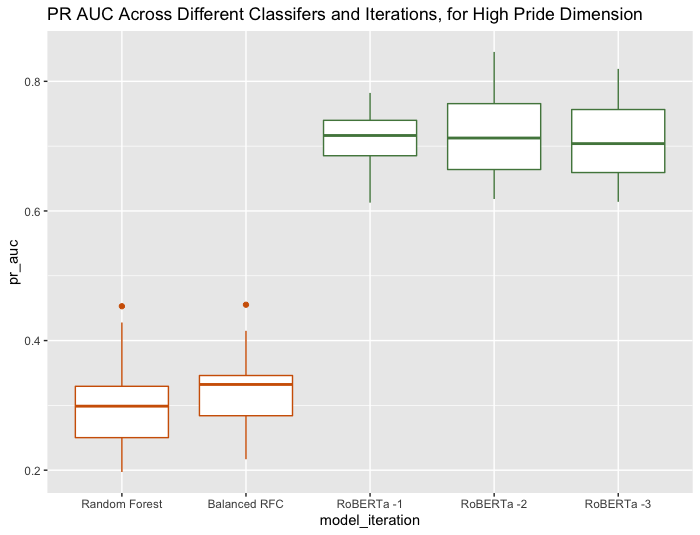 PR AUC Across Different Classifers and Iterations, for High Pride Dimension
pr_auc
0.8
0.6
0.4
0.2
Random Forest
Balanced RFC
RoBERTa -1
RoBERTa -2
RoBERTa -3
model_iteration